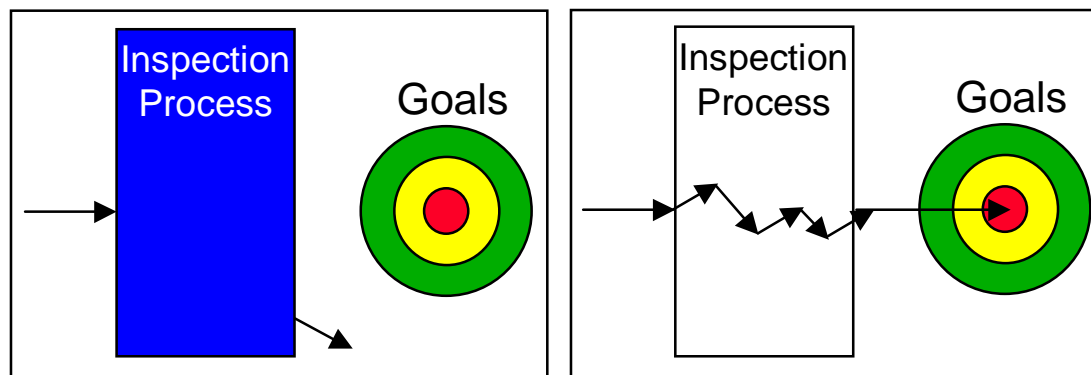 Inspection
Process
Goals
Inspection
Process
Goals